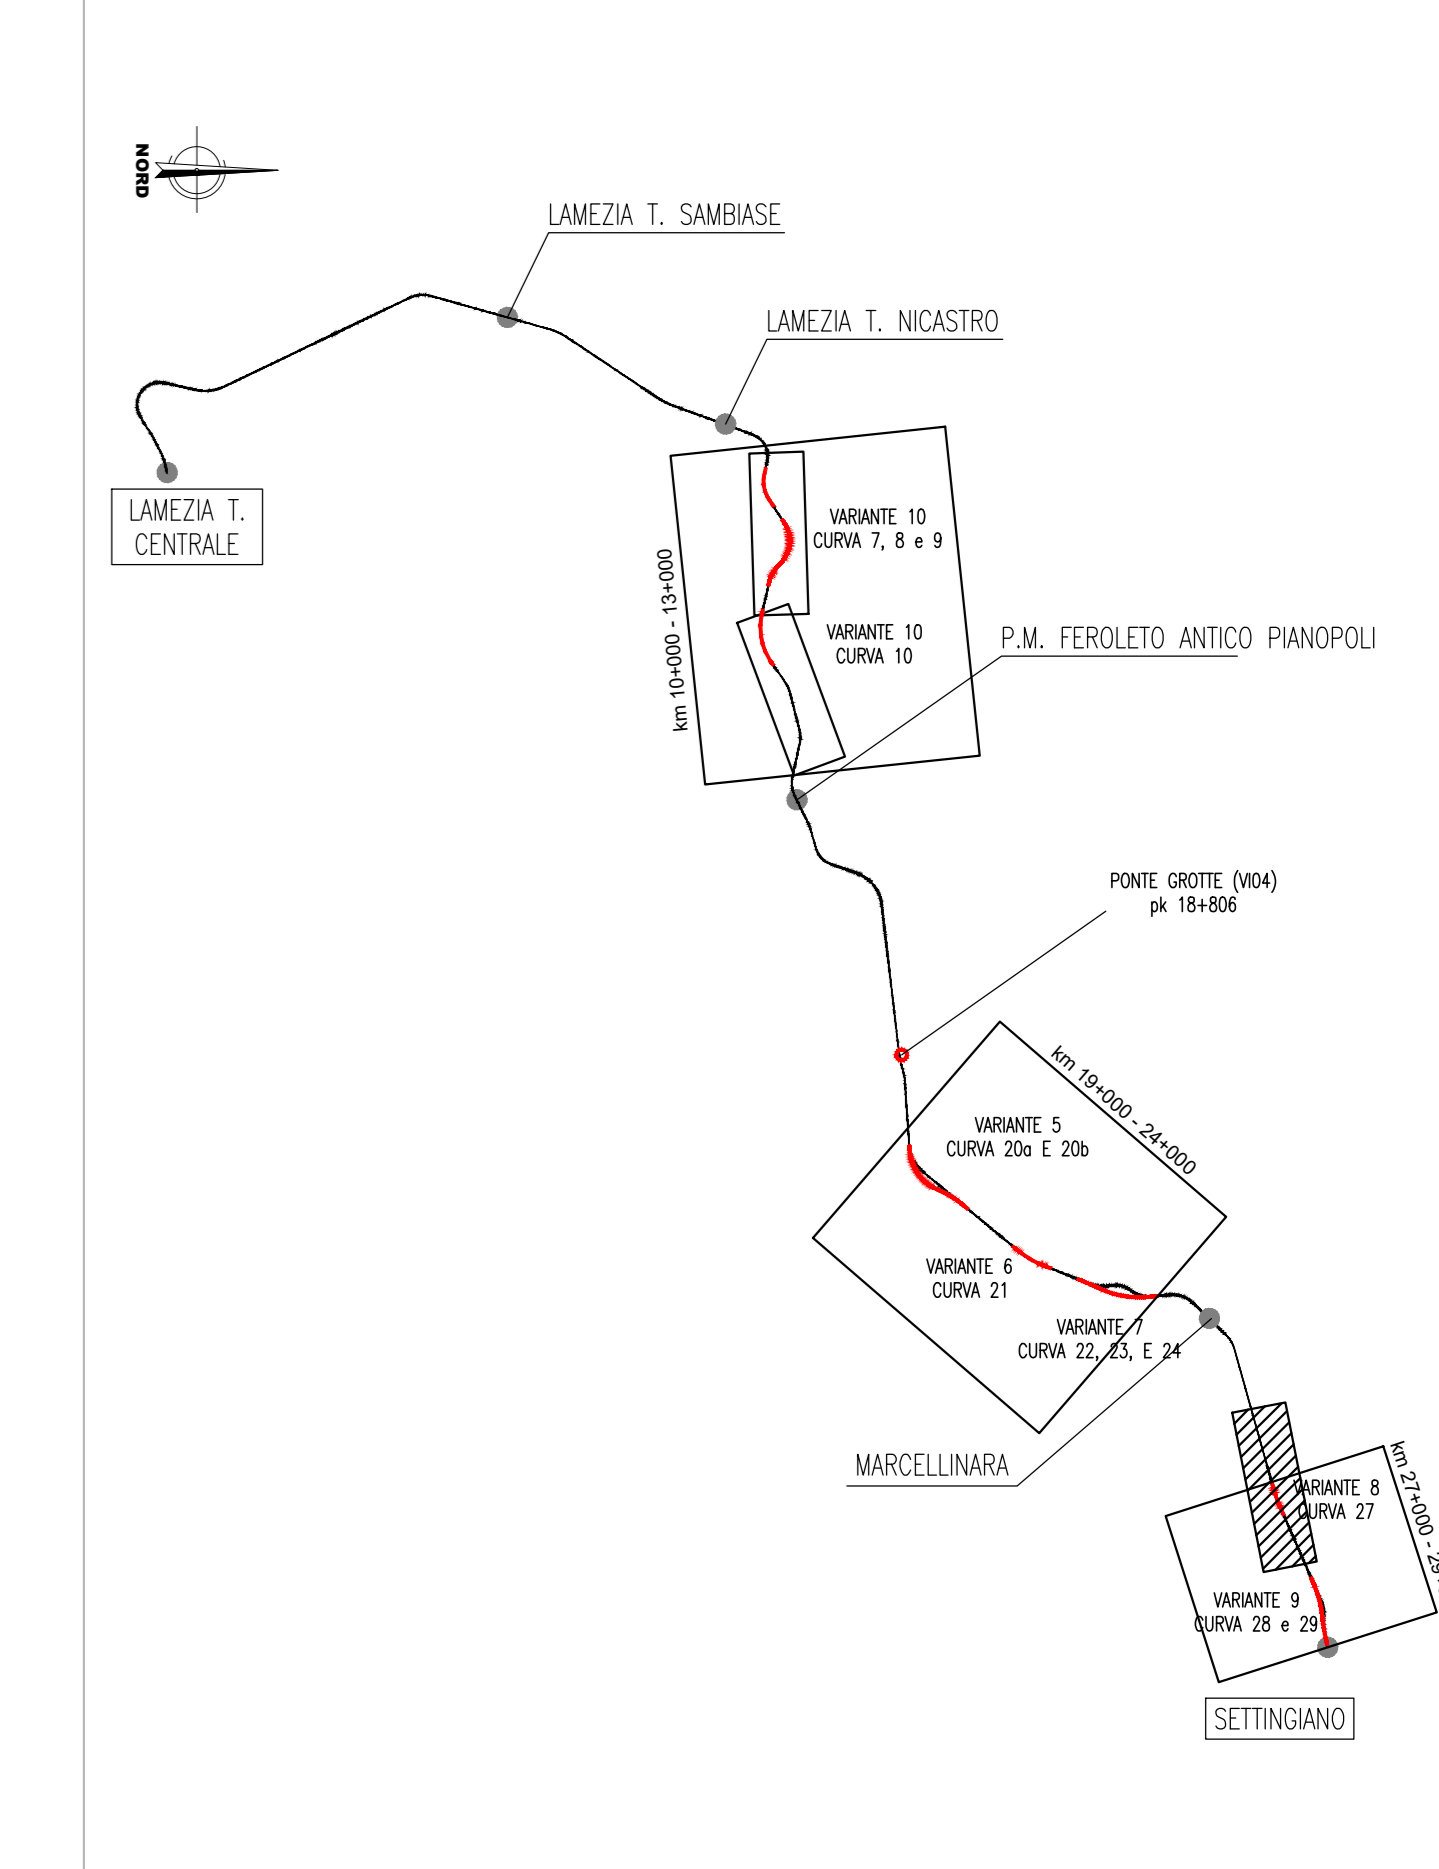 NORD
LAMEZIA T. SAMBIASE
LAMEZIA T. NICASTRO
LAMEZIA T.
CENTRALE
VARIANTE 10
CURVA 7, 8 e 9
km 10+000 - 13+000
VARIANTE 10
CURVA 10
P.M. FEROLETO ANTICO PIANOPOLI
PONTE GROTTE (VI04)
pk 18+806
km 19+000 - 24+000
VARIANTE 5
CURVA 20a E 20b
VARIANTE 6
CURVA 21
VARIANTE 7
CURVA 22, 23, E 24
MARCELLINARA
km 27+000 -
VARIANTE 8
CURVA 27
VARIANTE 9
CURVA 28 e 29
SETTINGIANO